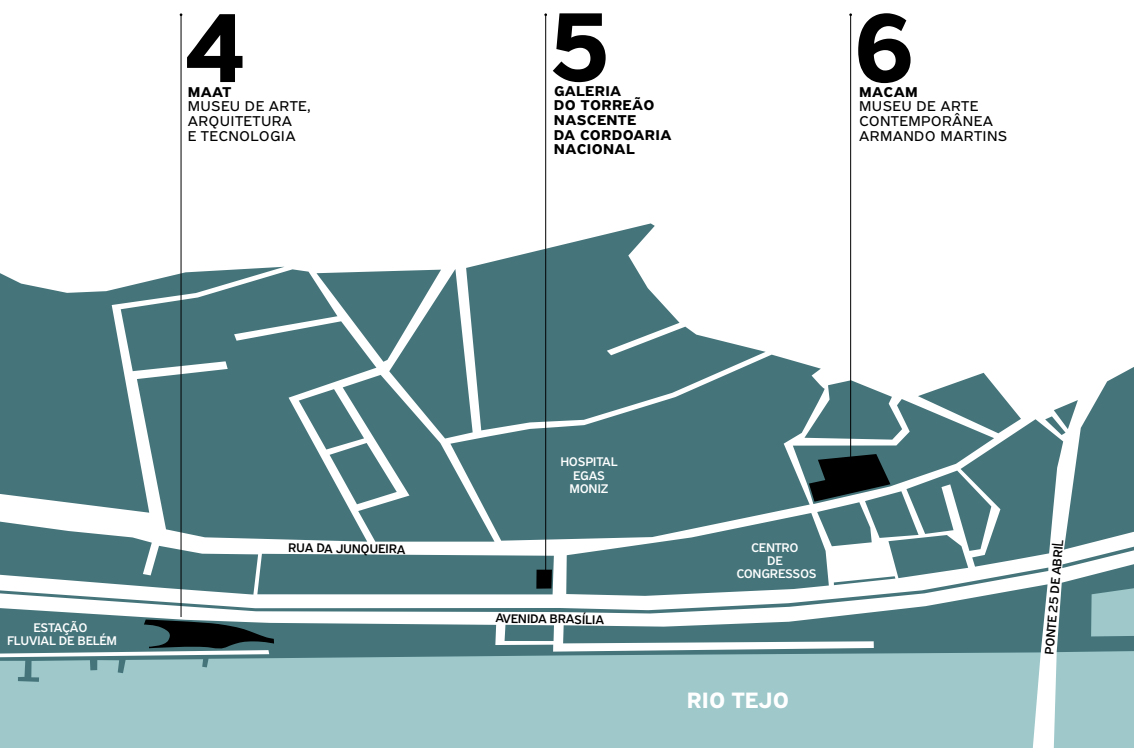 4
MAAT
MUSEU DE ARTE,
ARQUITETURA
E TECNOLOGIA
5
GALERIA
DO TORREÃO
NASCENTE
DA CORDOARIA
NACIONAL
6
MACAM
MUSEU DE ARTE
CONTEMPORÂNEA
ARMANDO MARTINS
HOSPITAL
EGAS
MONIZ
RUA DA JUNQUEIRA
CENTRO
DE
CONGRESSOS
AVENIDA BRASÍLIA
ESTAÇÃO
FLUVIAL DE BELÉM
PONTE 25 DE ABRIL
RIO TEJO